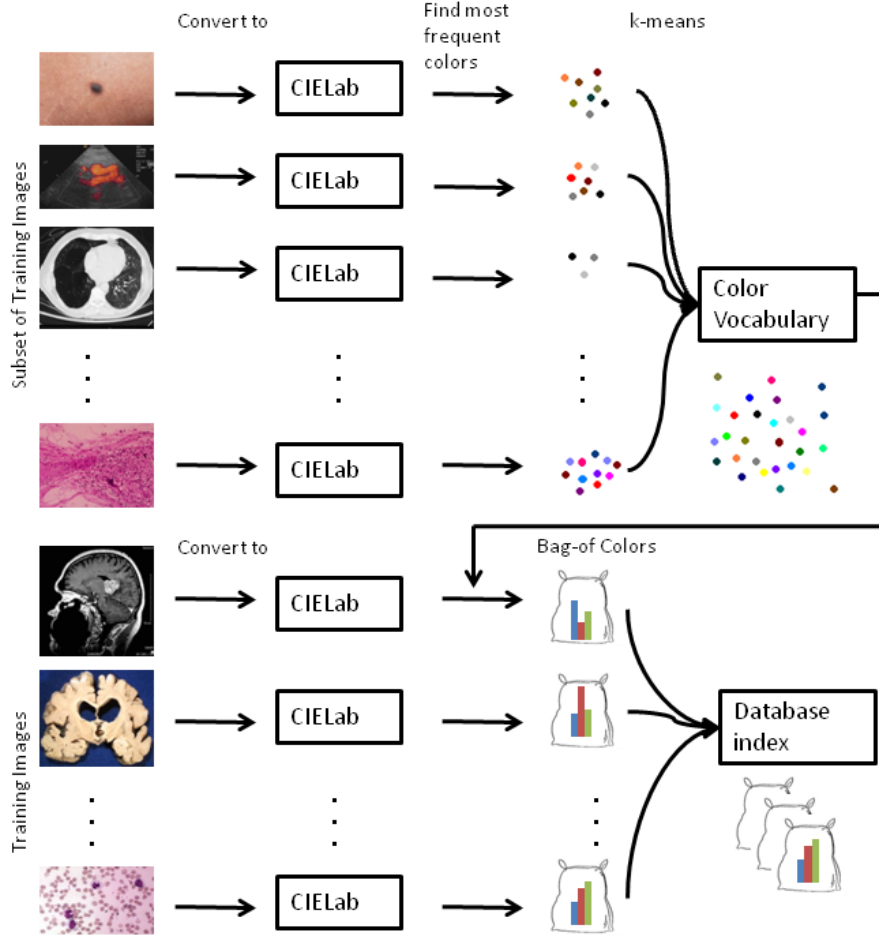 Convert to
Find most
frequent
colors
k-means
Subset of Training Images
CIELab
CIELab
CIELab
CIELab
Color
Vocabulary
Convert to
Bag-of Colors
Training Images
CIELab
CIELab
CIELab
Database
index